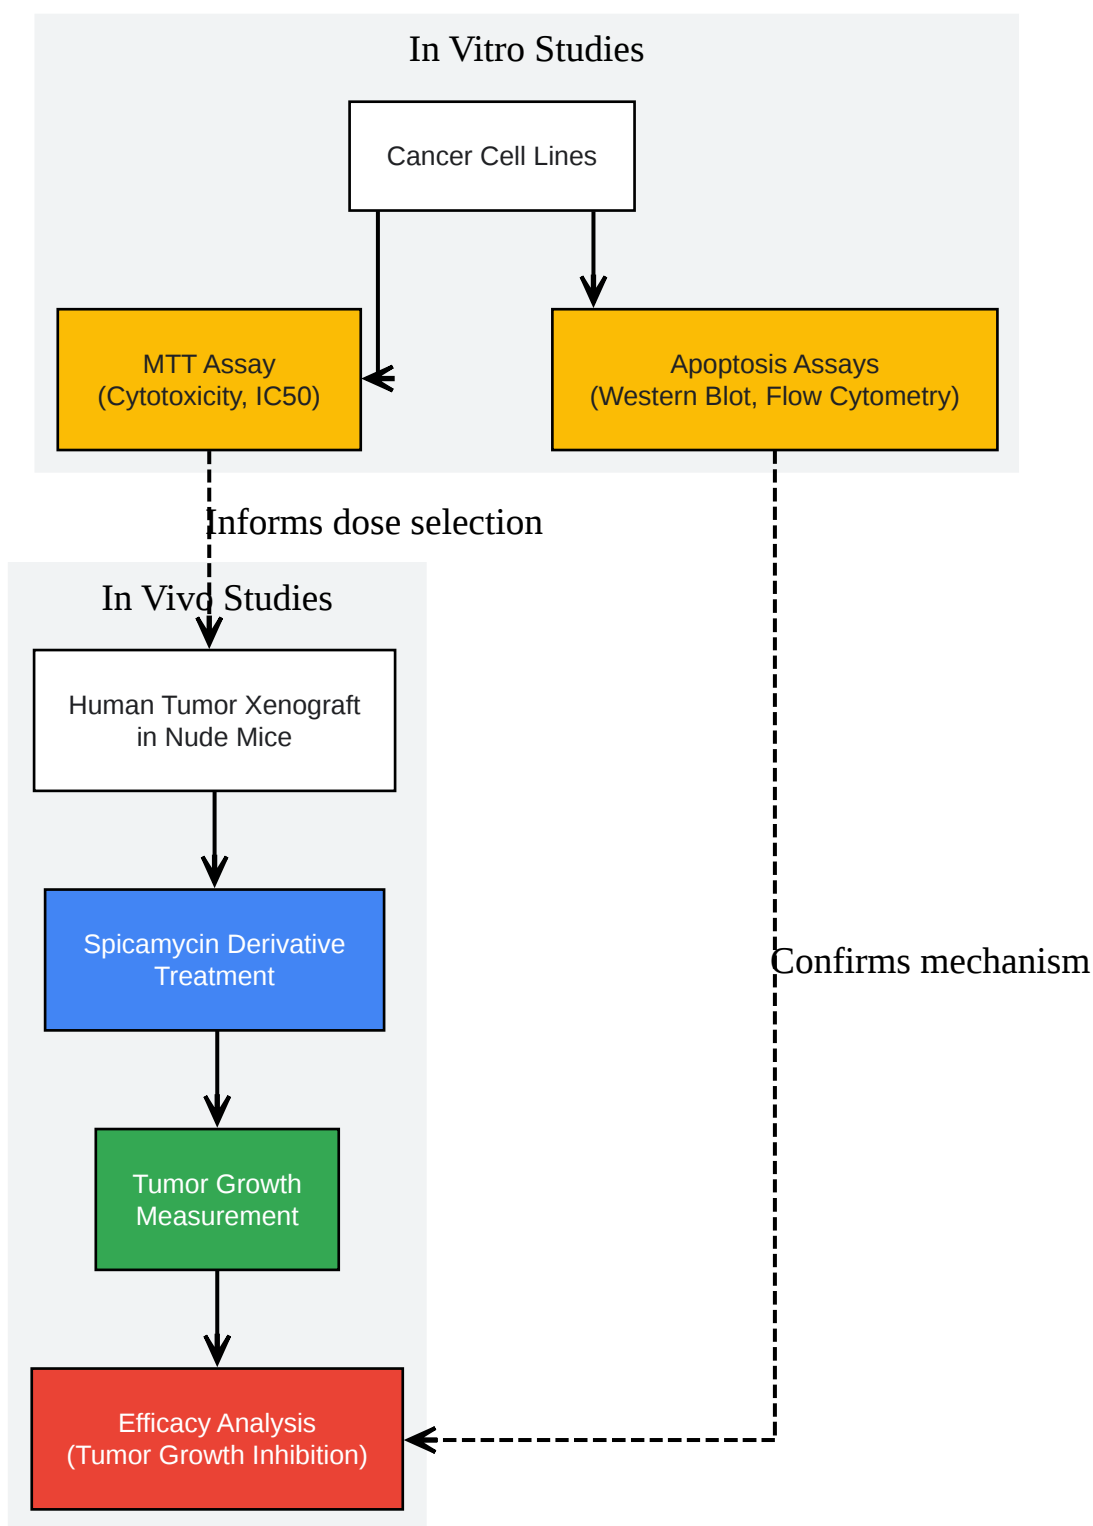 In Vitro Studies
Cancer Cell Lines
MTT Assay
(Cytotoxicity, IC50)
Apoptosis Assays
(Western Blot, Flow Cytometry)
Informs dose selection
In Vivo Studies
Human Tumor Xenograft
in Nude Mice
Spicamycin Derivative
Treatment
Confirms mechanism
Tumor Growth
Measurement
Efficacy Analysis
(Tumor Growth Inhibition)